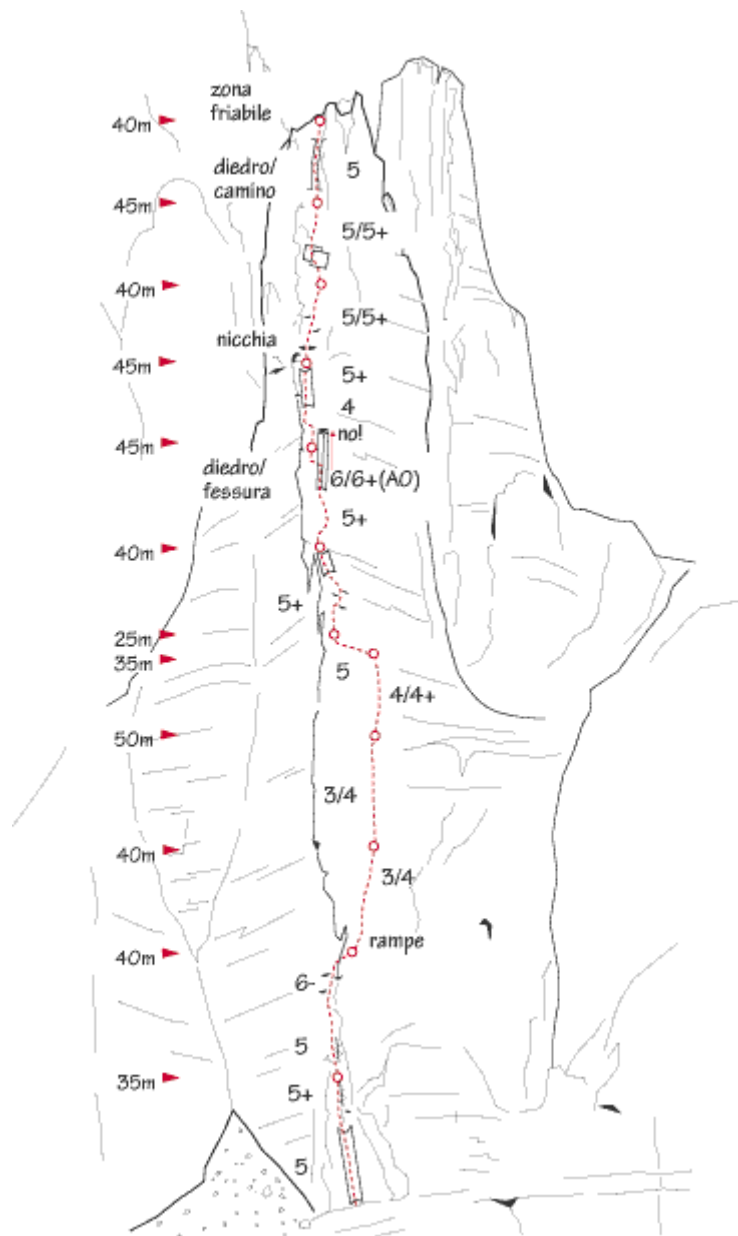 zona
friabile
40m
diedro/
camino
5
45m
5/5+
40m
5/5+
nicchia
45m
5+
4
no!
45m
diedro/
fessura
6/6+(A0)
5+
40m
5+
25m
35m
5
4/4+
50m
3/4
40m
3/4
rampe
40m
6-
5
35m
5+
5